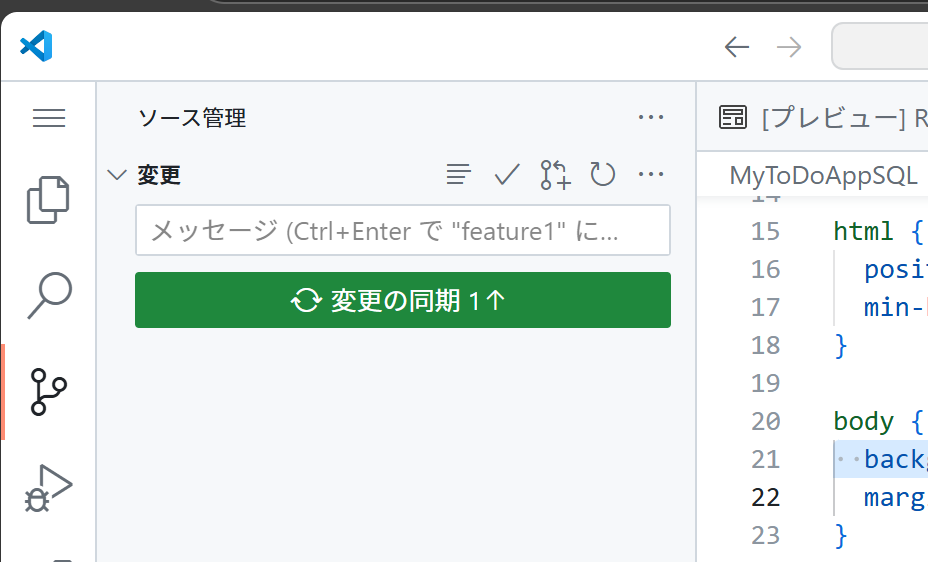 ソース管理
変更
メッセージ (Ctrl+Enter で "feature1" に...
変更の同期 1↑
[プレビュー] R
MyToDoAppSQL
14
15 html {
16 posi
17 min-
18 }
19
20 body {
21 back
22 marg
23 }